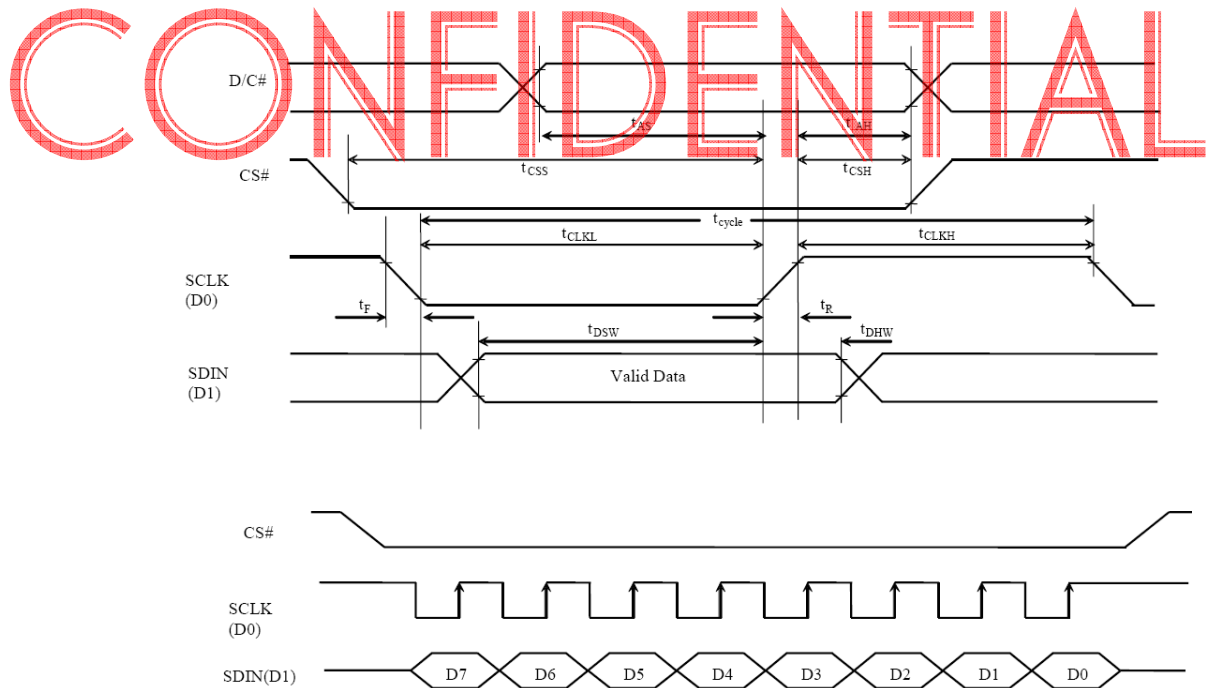 CONFIDENTIAL
D/C#
tAS
tAH
tCSS
tCSH
CS#
tcycle
tCLKL
tCLKH
SCLK
(D0)
tF
tR
tDSW
tDHW
SDIN
(D1)
Valid Data
CS#
SCLK
(D0)
SDIN(D1)
D7 D6 D5 D4 D3 D2 D1 D0